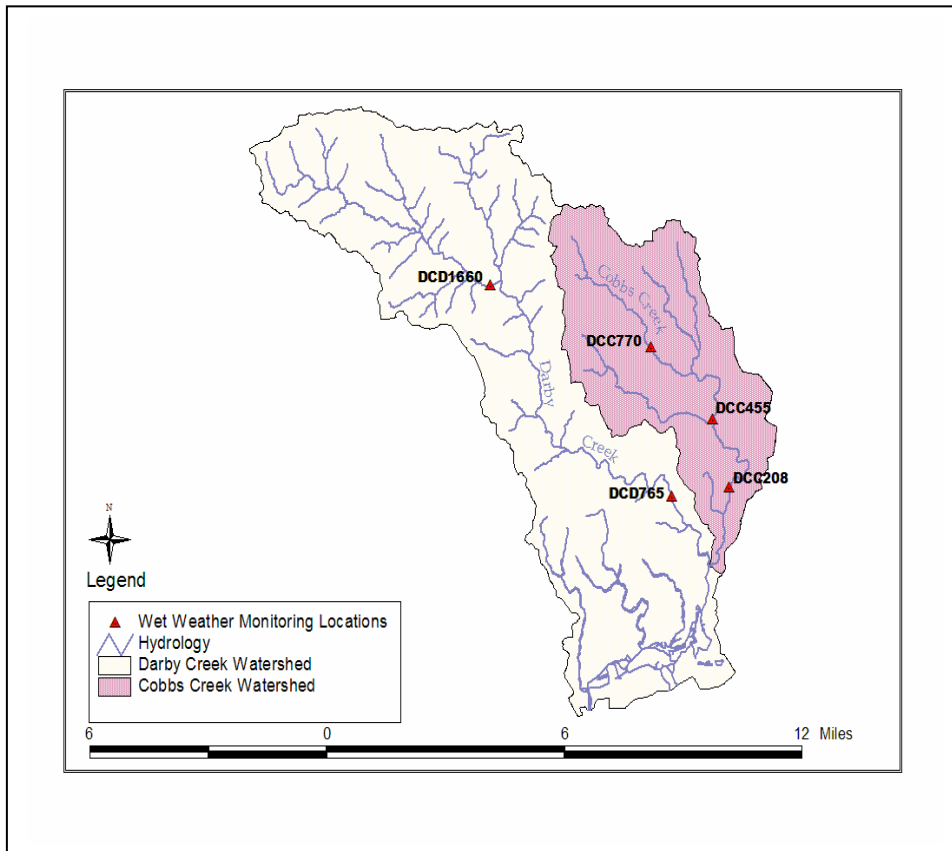 Cobbs Creek
DCD1660
DCC770
Darby
DCC455
Creek
DCC208
DCD765
N
Legend
Wet Weather Monitoring Locations
Hydrology
Darby Creek Watershed
Cobbs Creek Watershed
6 0 6 12 Miles